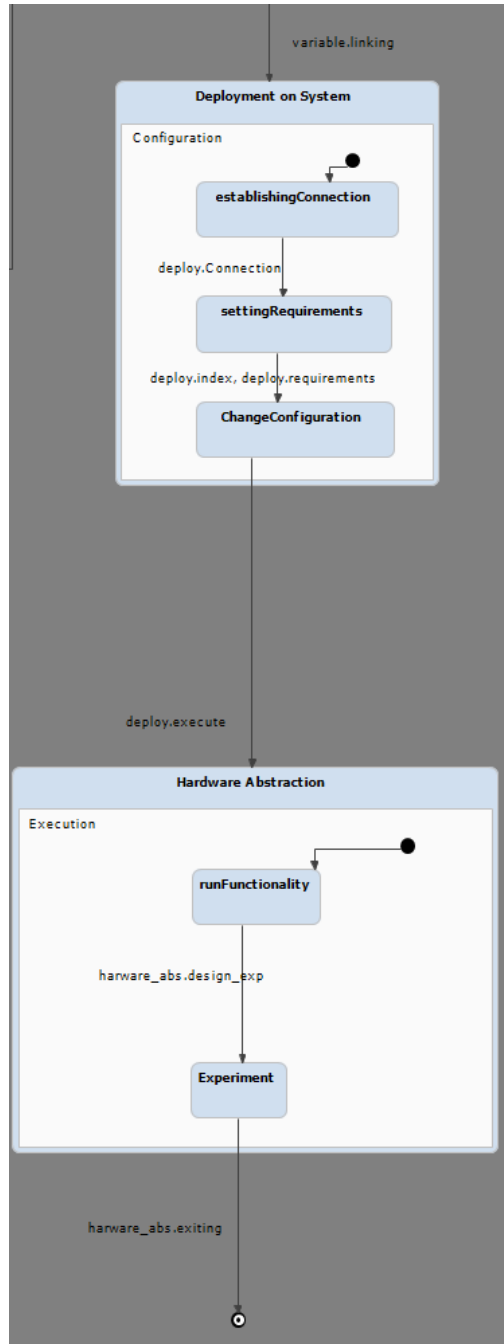 variable.linking
Deployment on System
Configuration
establishingConnection
deploy.Connection
settingRequirements
deploy.index, deploy.requirements
ChangeConfiguration
deploy.execute
Hardware Abstraction
Execution
runFunctionality
harware_abs.design_exp
Experiment
harware_abs.exiting